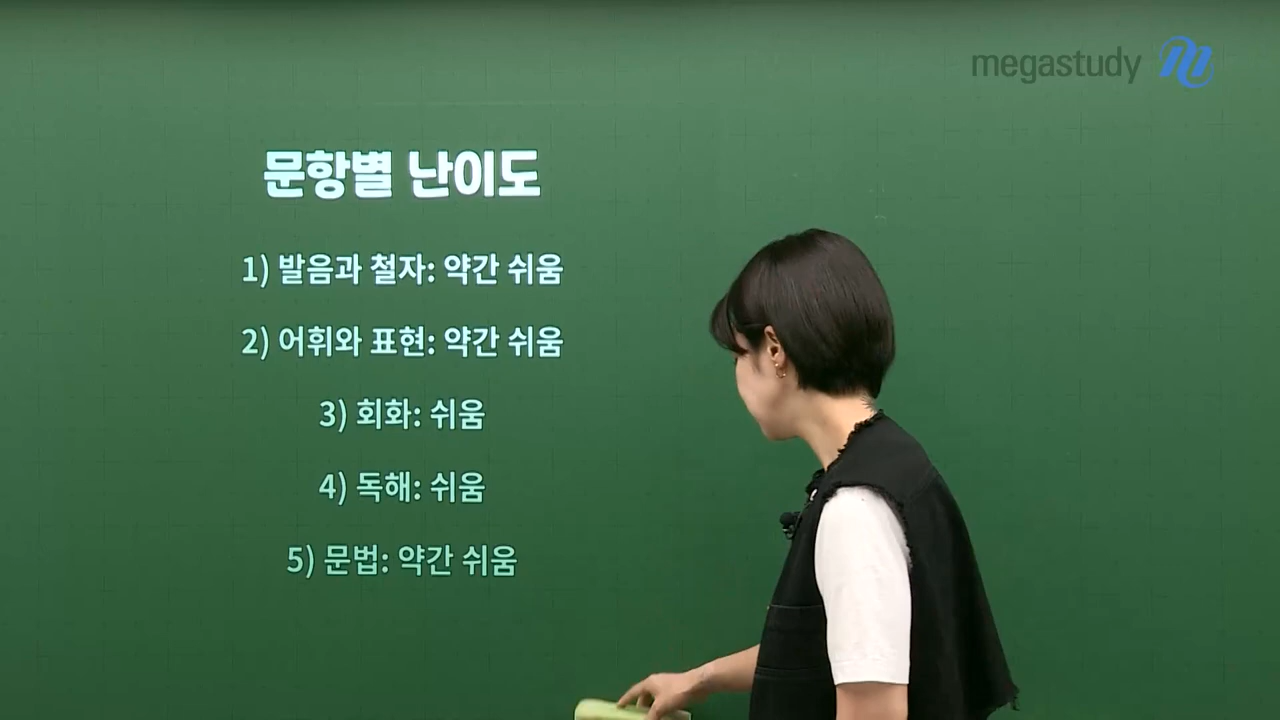 megastudy
문항별 난이도
1) 발음과 철자: 약간 쉬움
2) 어휘와 표현: 약간 쉬움
3) 회화: 쉬움
4) 독해: 쉬움
5) 문법: 약간 쉬움